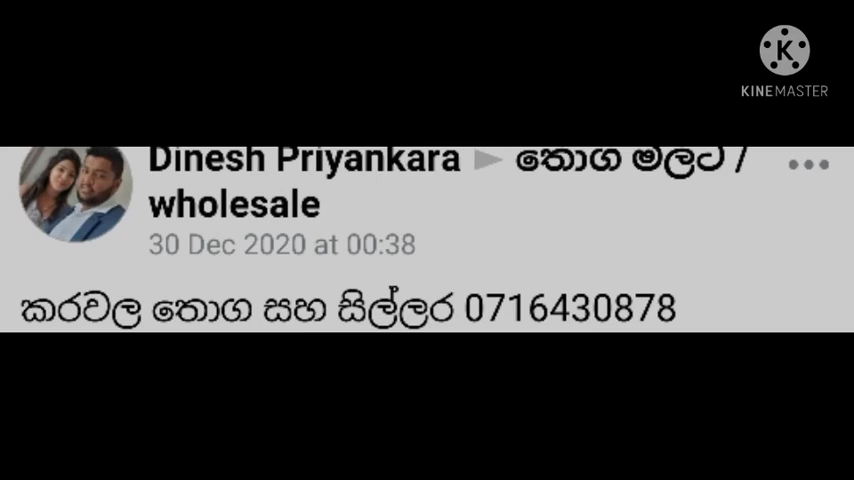 KINEMASTER
Dinesh Priyankara ▶ තොග මලට /
wholesale
30 Dec 2020 at 00:38
කරවල තොග සහ සිල්ලර 0716430878